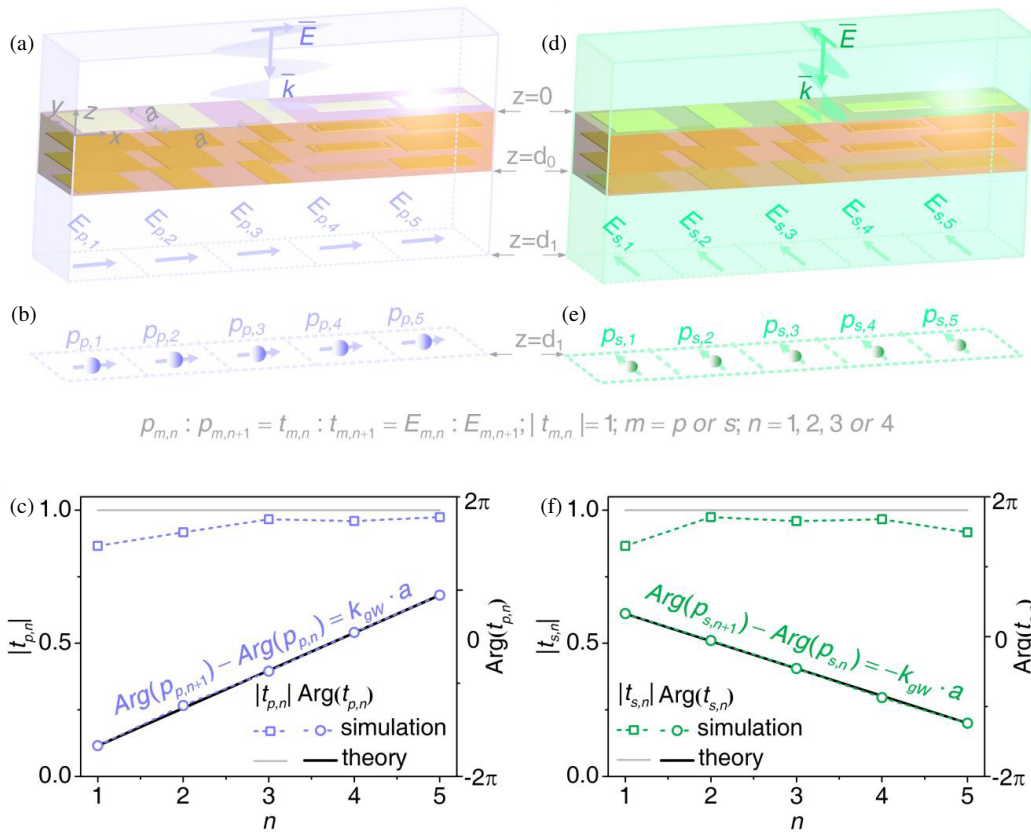 (a)
E
k
y
z
x
a
a
z=0
z=d0
z=d1
Ep,1
Ep,2
Ep,3
Ep,4
Ep,5
(d)
E
k
Es,1
Es,2
Es,3
Es,4
Es,5
(b)
pp,1
pp,2
pp,3
pp,4
pp,5
z=d1
(e)
ps,1
ps,2
ps,3
ps,4
ps,5
pm,n : pm,n+1 = tm,n : tm,n+1 = Em,n : Em,n+1; | tm,n |= 1; m = p or s; n = 1, 2, 3 or 4
(c)
1.0
0.5
0.0
|tp,n|
2π
0
-2π
Arg(tp,n)
Arg(pp,n+1) − Arg(pp,n) = kgw · a
|tp,n| Arg(tp,n)
simulation
theory
1 2 3 4 5
n
(f)
1.0
0.5
0.0
|ts,n|
2π
0
-2π
Arg(ps,n+1) − Arg(ps,n) = −kgw · a
|ts,n| Arg(ts,n)
simulation
theory
1 2 3 4 5
n